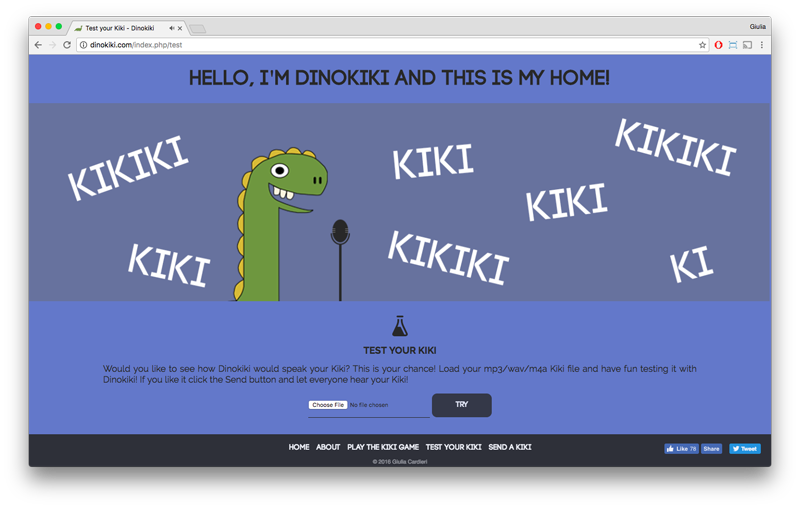 Test your Kiki - Dinokiki
Giulia
dinokiki.com/index.php/test
HELLO, I'M DINOKIKI AND THIS IS MY HOME!
KIKIKI
KIKI
KIKIKI
KIKI
KIKI
KIKIKI
KI
TEST YOUR KIKI
Would you like to see how Dinokiki would speak your Kiki? This is your chance! Load your mp3/wav/m4a Kiki file and have fun testing it with
Dinokiki! If you like it click the Send button and let everyone hear your Kiki!
Choose File No file chosen
TRY
HOME ABOUT PLAY THE KIKI GAME TEST YOUR KIKI SEND A KIKI
Like 76 Share Tweet
© 2016 Giulia Cardieri